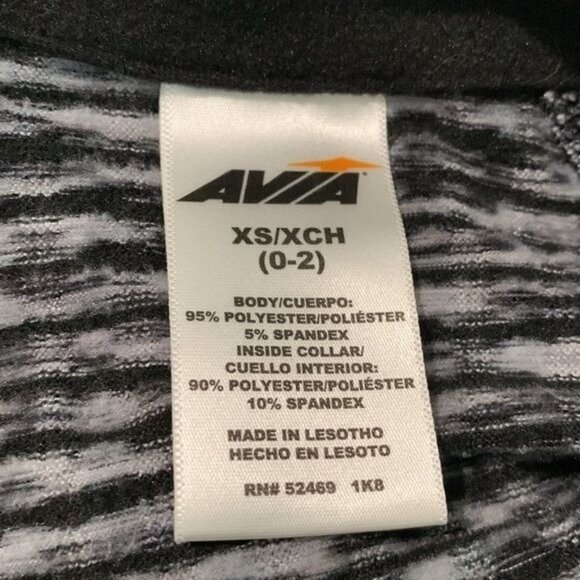 AVIA
XS/XCH
(0-2)
BODY/CUERPO:
95% POLYESTER/POLIÉSTER
5% SPANDEX
INSIDE COLLAR/
CUELLO INTERIOR:
90% POLYESTER/POLIÉSTER
10% SPANDEX
MADE IN LESOTHO
HECHO EN LESOTO
RN# 52469 1K8